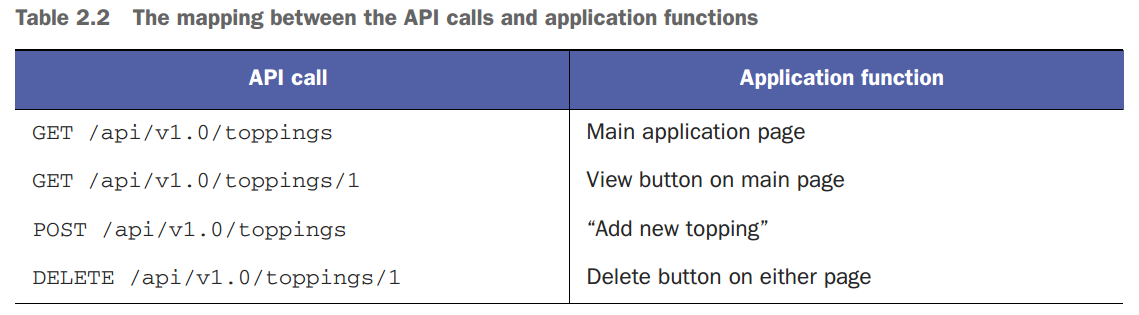 Table 2.2 The mapping between the API calls and application functions
API call Application function
GET /api/v1.0/toppings Main application page
GET /api/v1.0/toppings/1 View button on main page
POST /api/v1.0/toppings “Add new topping”
DELETE /api/v1.0/toppings/1 Delete button on either page